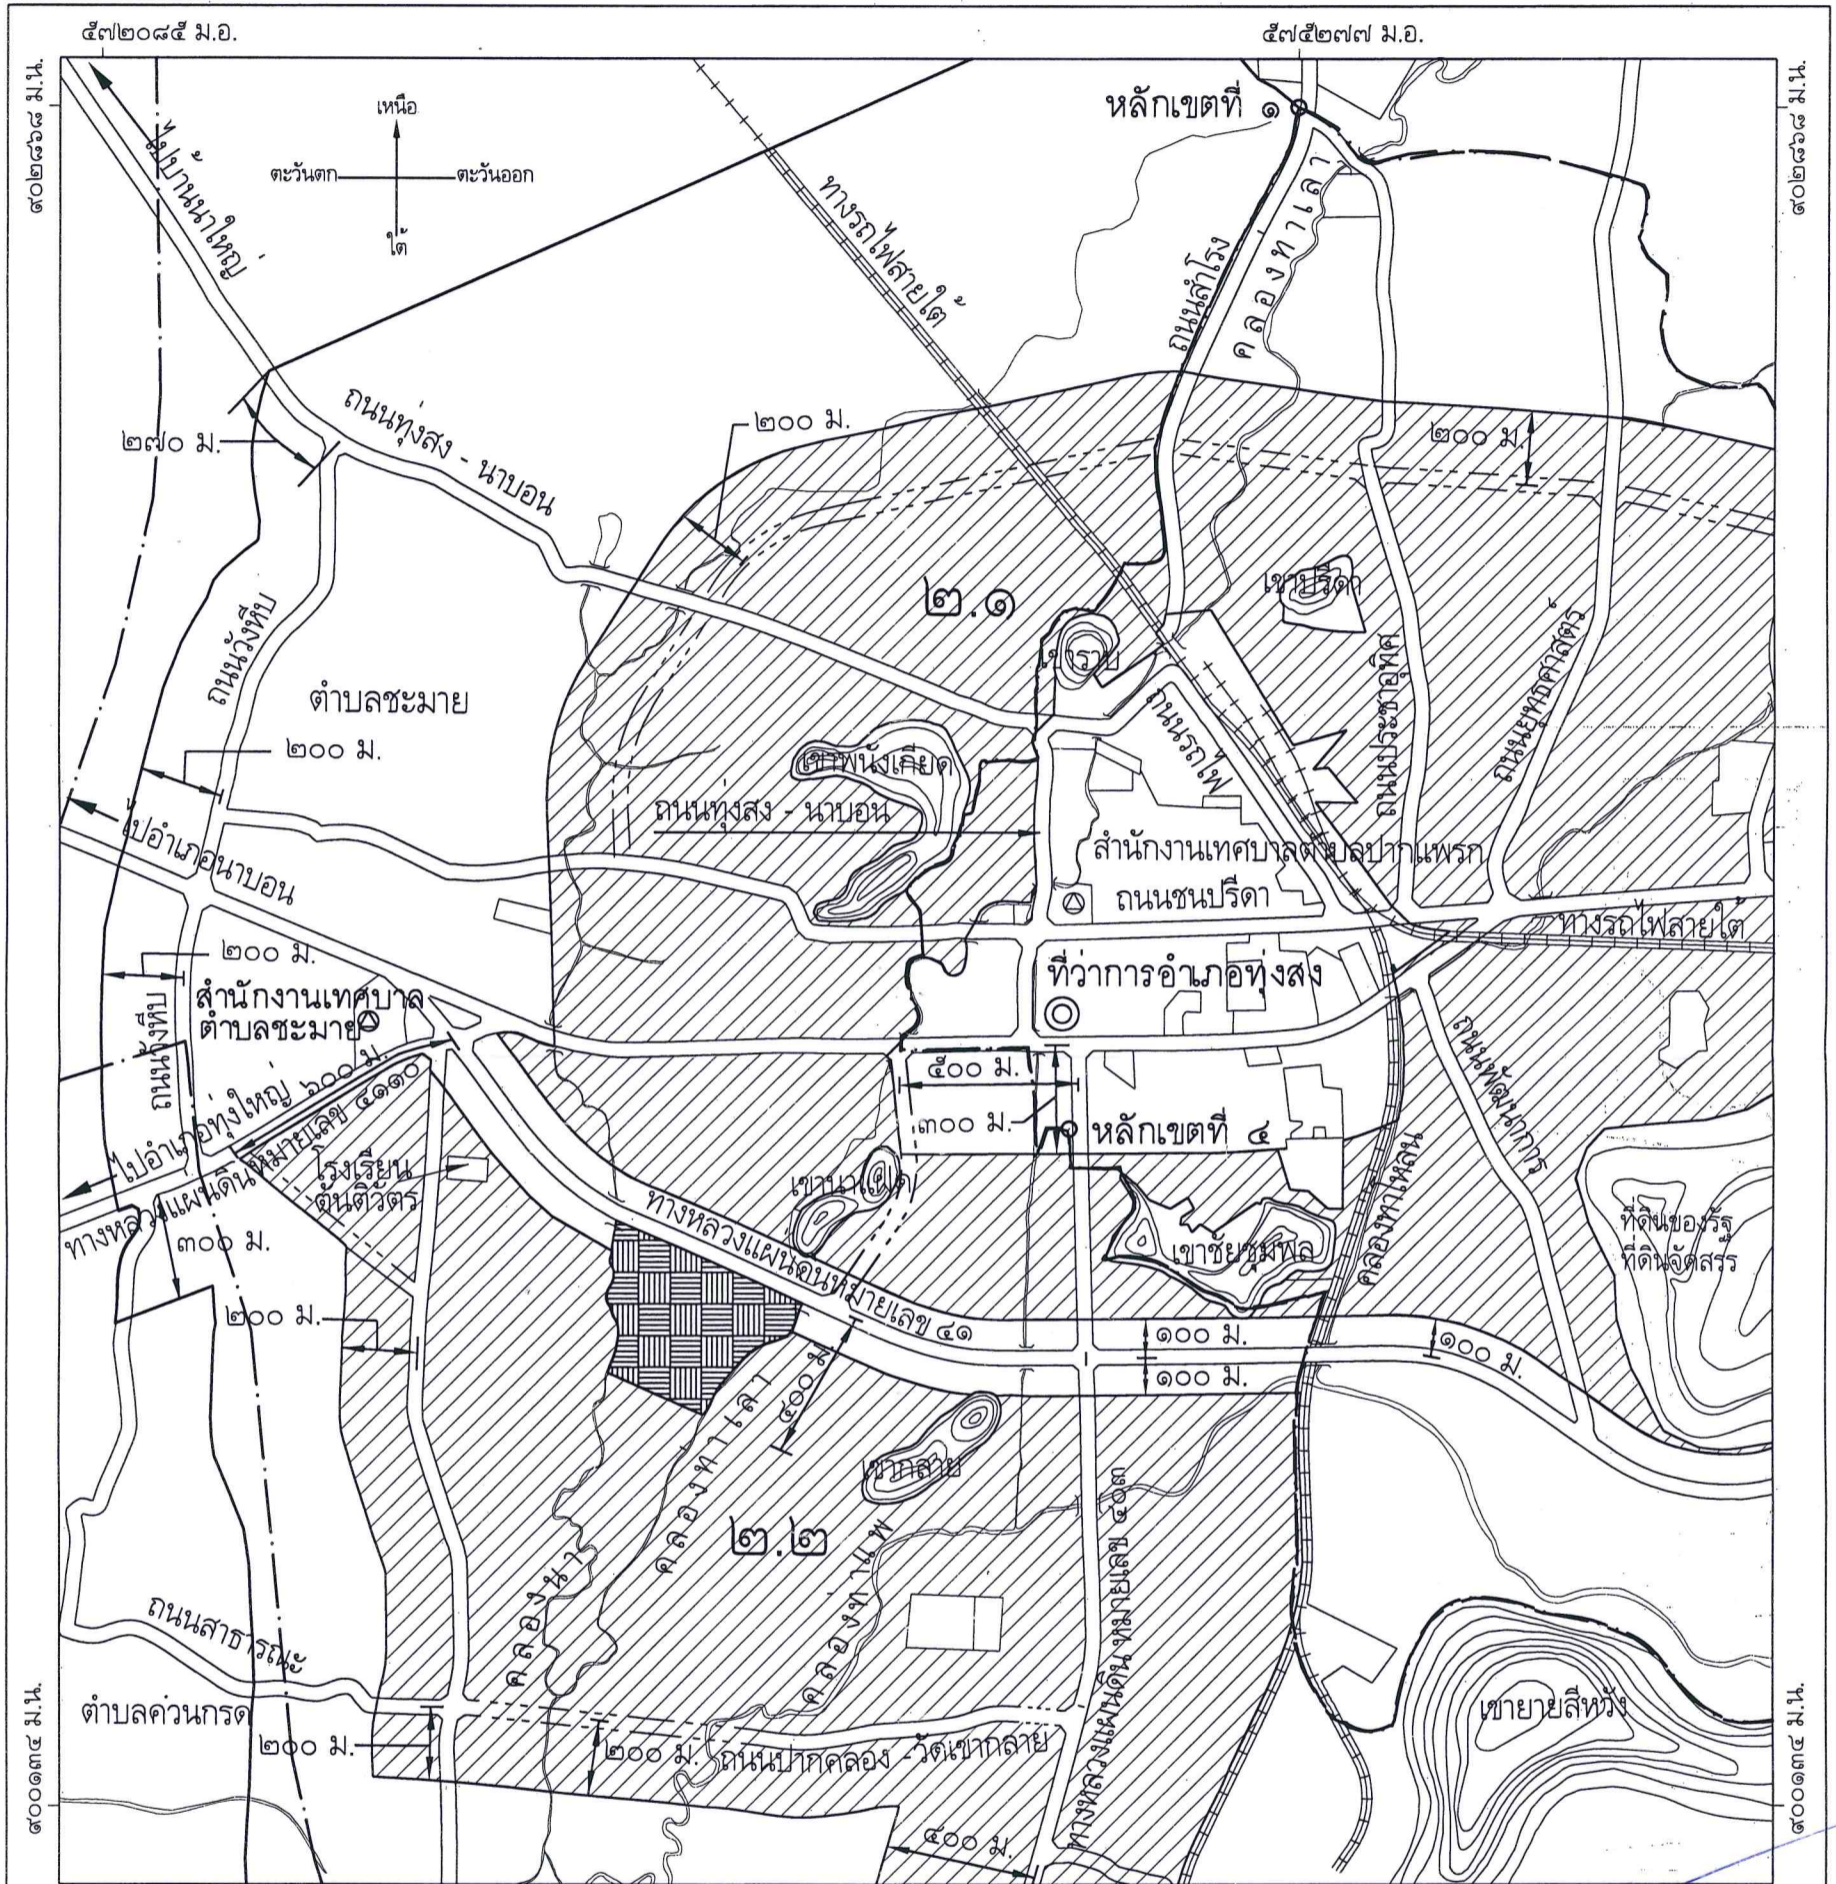 ๕๗๒๐๘๕ ม.อ.
๕๗๕๒๗๗ ม.อ.
๙๐๒๘๖๘ ม.น.
๙๐๒๘๖๘ ม.น.
เหนือ
ตะวันตก
ตะวันออก
ใต้
หลักเขตที่ ๑
ไปบ้านนาใหญ่
ทางรถไฟสายใต้
ถนนสำโรง
คลองท่าเลา
ถนนทุ่งสง - นาบอน
๒๗๐ ม.
๒๐๐ ม.
๒๐๐ ม.
๒.๑
เขาปรีดา
ถนนวังหีบ
ตำบลชะมาย
๒๐๐ ม.
ถนนรถไฟ
ถนนประชาอุทิศ
ถนนยุทธศาสตร์
เขาพนังเกียด
ถนนทุ่งสง - นาบอน
ไปอำเภอนาบอน
สำนักงานเทศบาลตำบลปากแพรก
ถนนชนปรีดา
ทางรถไฟสายใต้
๒๐๐ ม.
ที่ว่าการอำเภอทุ่งสง
สำนักงานเทศบาล
ตำบลชะมาย
ถนนวังหีบ
ถนนพัฒนาการ
๖๐๐ ม.
๕๐๐ ม.
๓๐๐ ม.
หลักเขตที่ ๔
ไปอำเภอทุ่งใหญ่
ทางหลวงแผ่นดินหมายเลข ๔๑๑๐
โรงเรียน
ตันติวัตร
ทางหลวงแผ่นดินหมายเลข ๔๑
เขาชัยชุมพล
คลองท่าโหลน
ที่ดินของรัฐ
ที่ดินจัดสรร
๓๐๐ ม.
๒๐๐ ม.
๑๐๐ ม.
๑๐๐ ม.
๑๐๐ ม.
๕๐๐ ม.
คลองท่าเลา
เขากลาย
๒.๒
คลองนา
คลองท่าแพ
ทางหลวงแผ่นดินหมายเลข ๔๐๓
ถนนสาธารณะ
ตำบลควนกรด
๒๐๐ ม.
๒๐๐ ม.
ถนนปากคลอง - วัดเขากลาย
เขายายสีหวัง
๔๐๐ ม.
๙๐๐๑๓๔ ม.น.
๙๐๐๑๓๔ ม.น.